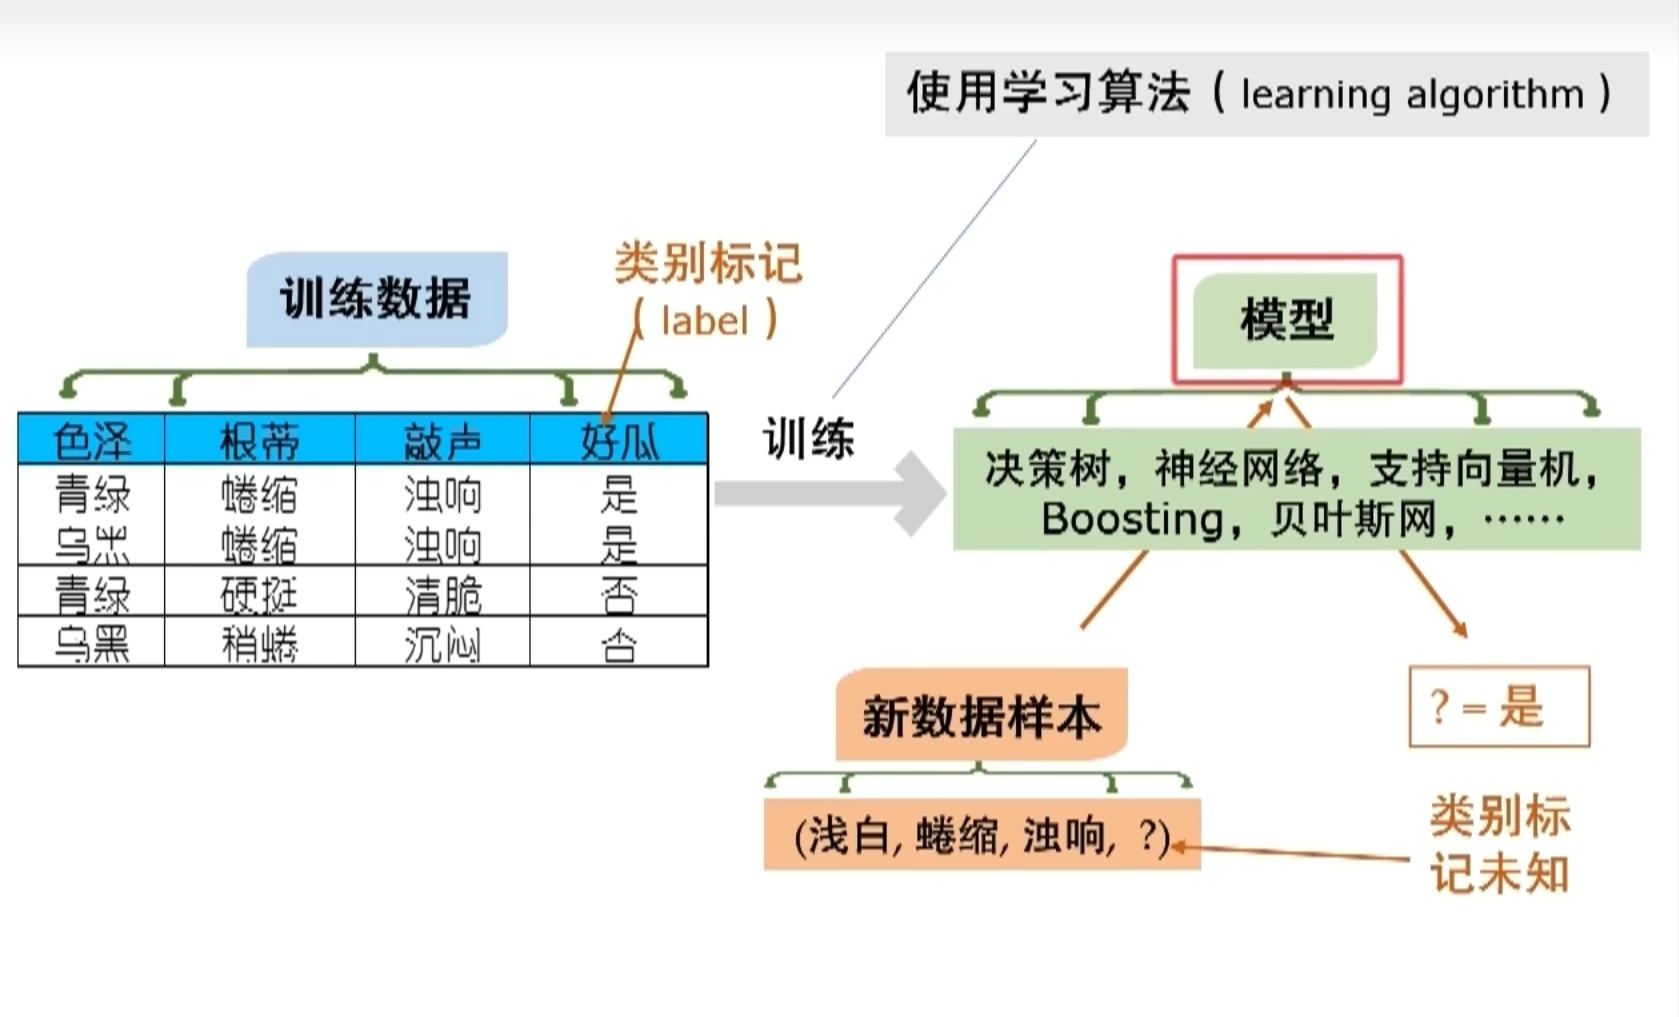 使用学习算法（learning algorithm）
训练数据
类别标记
（label）
模型
色泽 根蒂 敲声 好瓜
青绿 蜷缩 浊响 是
乌黑 蜷缩 浊响 是
青绿 硬挺 清脆 否
乌黑 稍蜷 沉闷 否
训练
决策树，神经网络，支持向量机，
Boosting，贝叶斯网，……
新数据样本
(浅白, 蜷缩, 浊响, ?)
? = 是
类别标
记未知